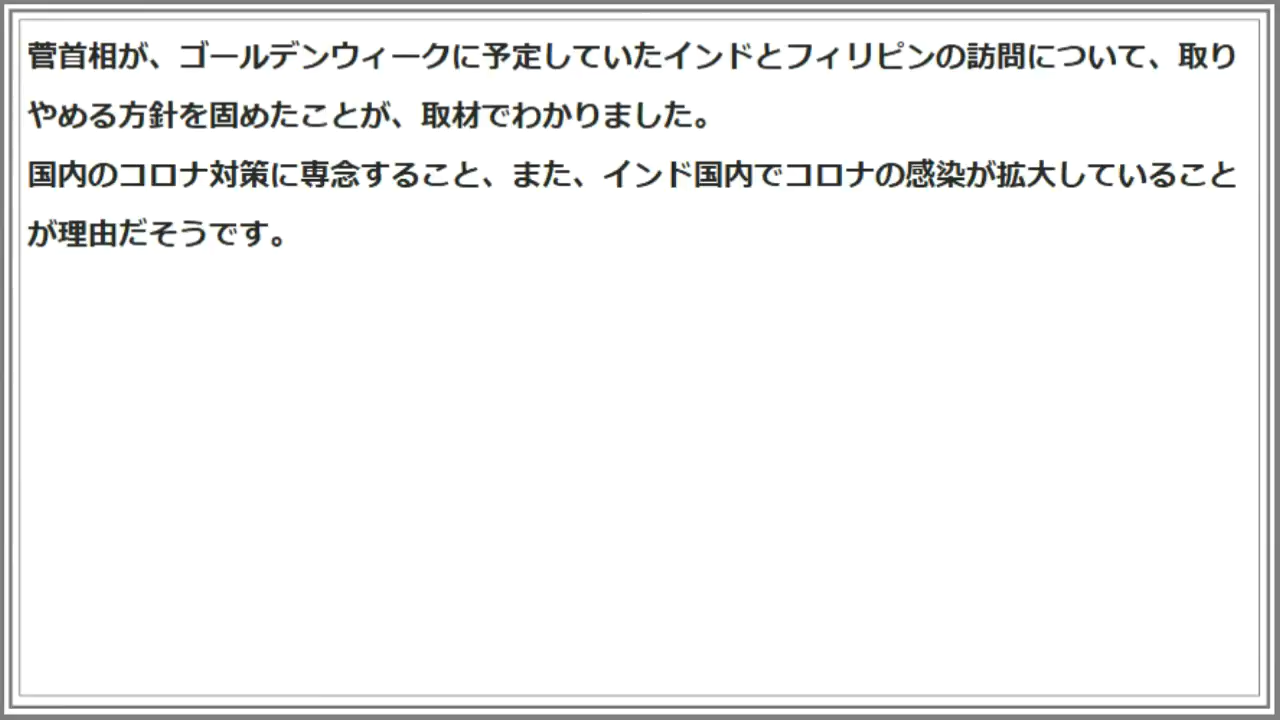 菅首相が、ゴールデンウィークに予定していたインドとフィリピンの訪問について、取り
やめる方針を固めたことが、取材でわかりました。
国内のコロナ対策に専念すること、また、インド国内でコロナの感染が拡大していること
が理由だそうです。